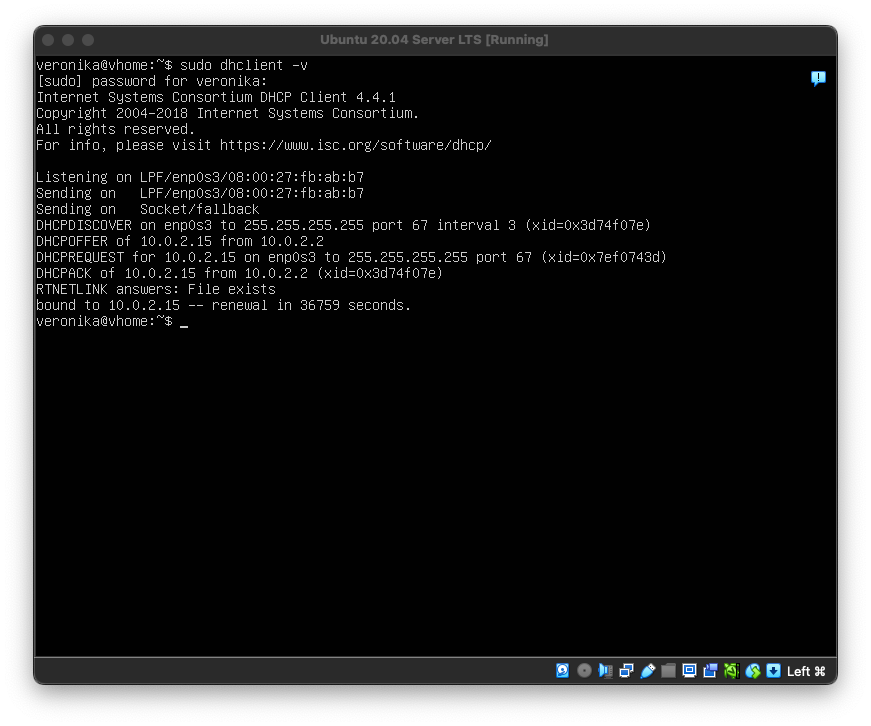 Ubuntu 20.04 Server LTS [Running]
veronika@vhome:~$ sudo dhclient -v
[sudo] password for veronika:
Internet Systems Consortium DHCP Client 4.4.1
Copyright 2004-2018 Internet Systems Consortium.
All rights reserved.
For info, please visit https://www.isc.org/software/dhcp/

Listening on LPF/enp0s3/08:00:27:fb:ab:b7
Sending on   LPF/enp0s3/08:00:27:fb:ab:b7
Sending on   Socket/fallback
DHCPDISCOVER on enp0s3 to 255.255.255.255 port 67 interval 3 (xid=0x3d74f07e)
DHCPOFFER of 10.0.2.15 from 10.0.2.2
DHCPREQUEST for 10.0.2.15 on enp0s3 to 255.255.255.255 port 67 (xid=0x7ef0743d)
DHCPACK of 10.0.2.15 from 10.0.2.2 (xid=0x3d74f07e)
RTNETLINK answers: File exists
bound to 10.0.2.15 -- renewal in 36759 seconds.
veronika@vhome:~$ _
Left ⌘